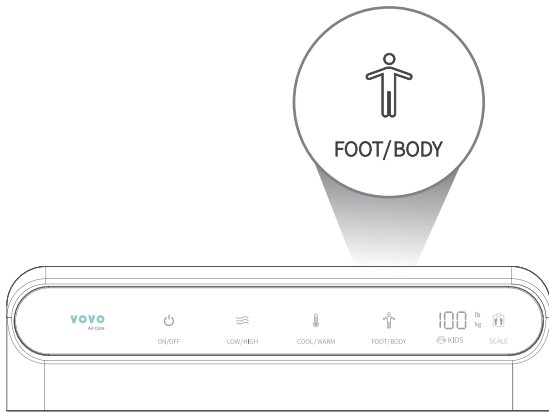 FOOT/BODY
VOVO
Air Care
ON/OFF
LOW/HIGH
COOL/WARM
FOOT/BODY
100 lb kg
KIDS
SCALE